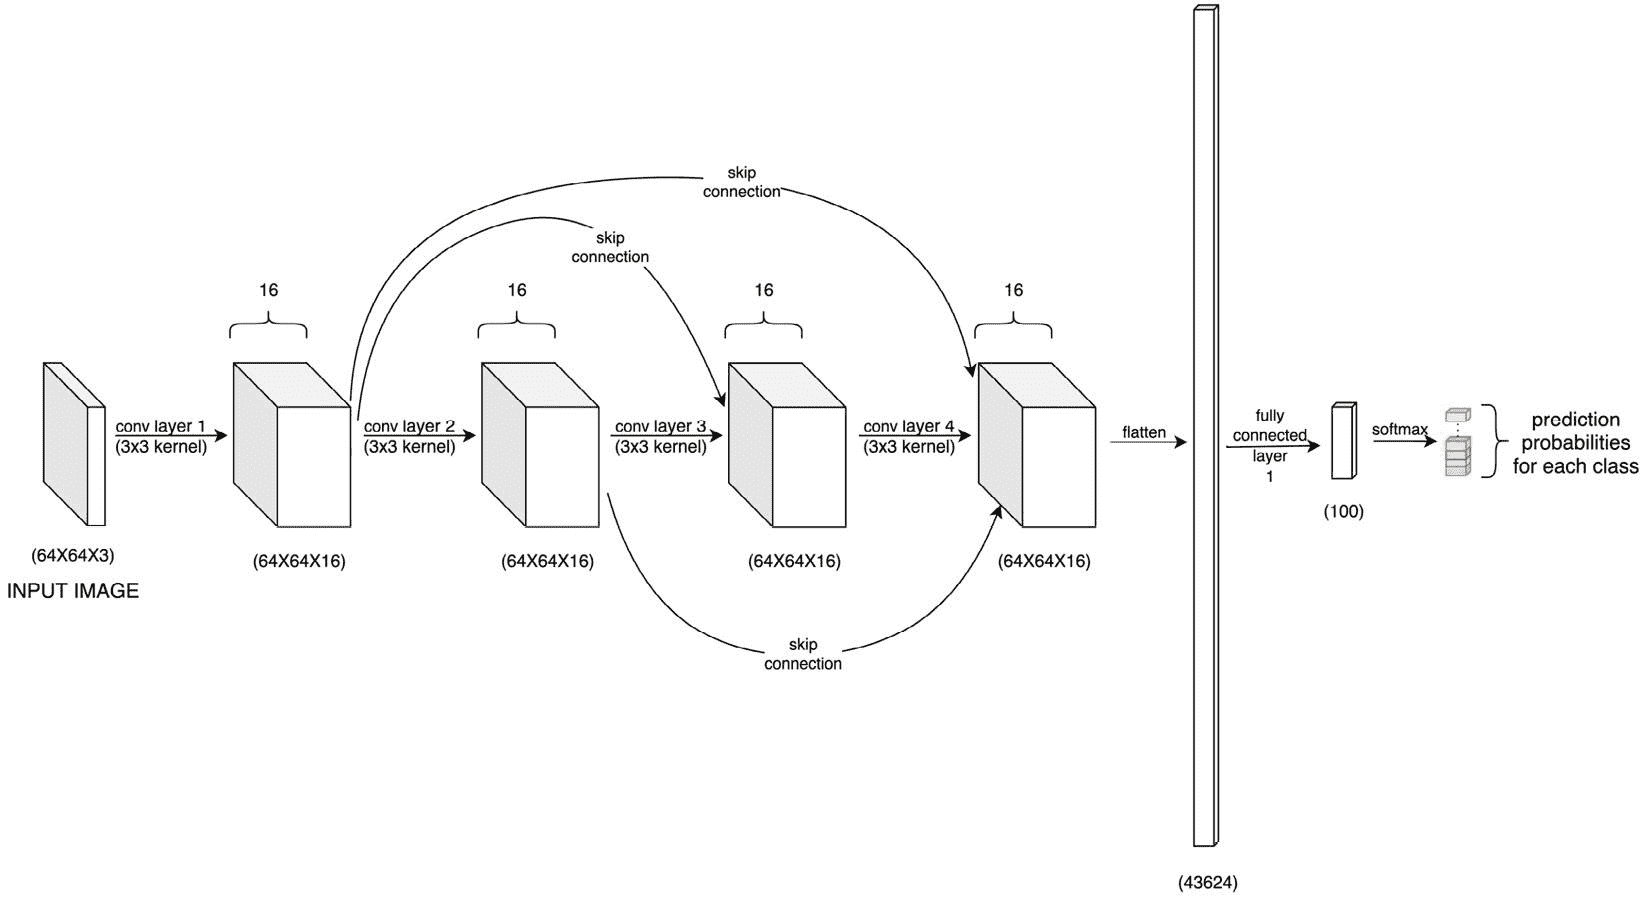 skip
connection
skip
connection
16
16
16
16
conv layer 1
(3x3 kernel)
conv layer 2
(3x3 kernel)
conv layer 3
(3x3 kernel)
conv layer 4
(3x3 kernel)
flatten
fully
connected
layer
1
softmax
prediction
probabilities
for each class
(100)
(64X64X3)
INPUT IMAGE
(64X64X16)
(64X64X16)
(64X64X16)
(64X64X16)
skip
connection
(43624)